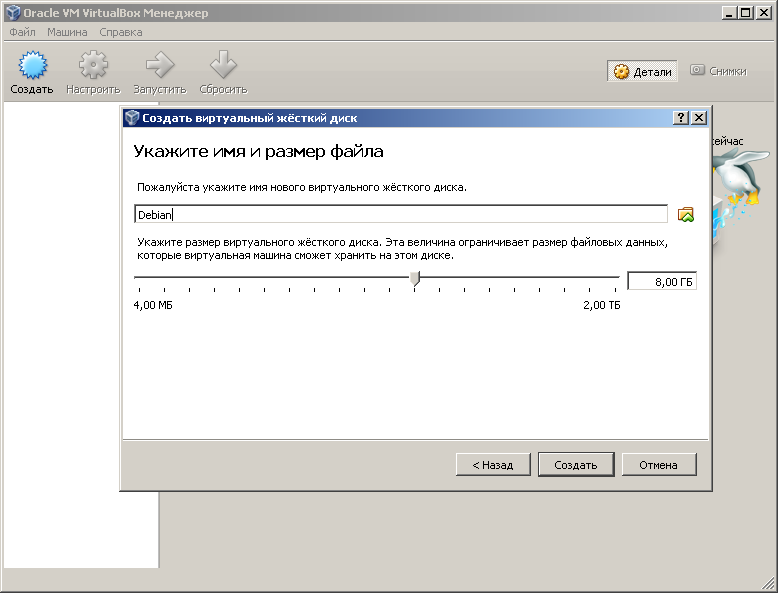 Oracle VM VirtualBox Менеджер
Файл Машина Справка
Создать Настроить Запустить Сбросить Детали Снимки
сейчас
Создать виртуальный жёсткий диск
Укажите имя и размер файла
Пожалуйста укажите имя нового виртуального жёсткого диска.
Debian
Укажите размер виртуального жёсткого диска. Эта величина ограничивает размер файловых данных,
которые виртуальная машина сможет хранить на этом диске.
8,00 ГБ
4,00 МБ 2,00 ТБ
< Назад Создать Отмена